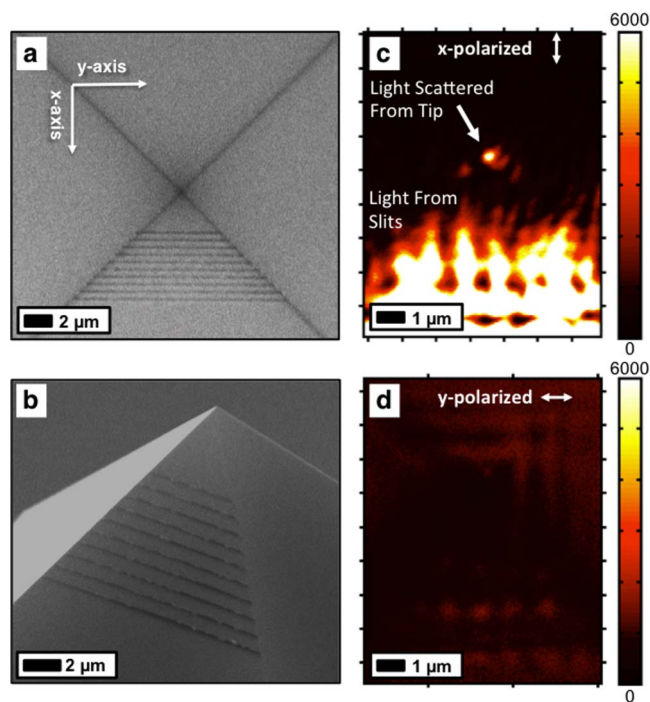 a
y-axis
x-axis
2 µm
b
2 µm
c
x-polarized
Light Scattered
From Tip
Light From
Slits
1 µm
6000
0
d
y-polarized
1 µm
6000
0